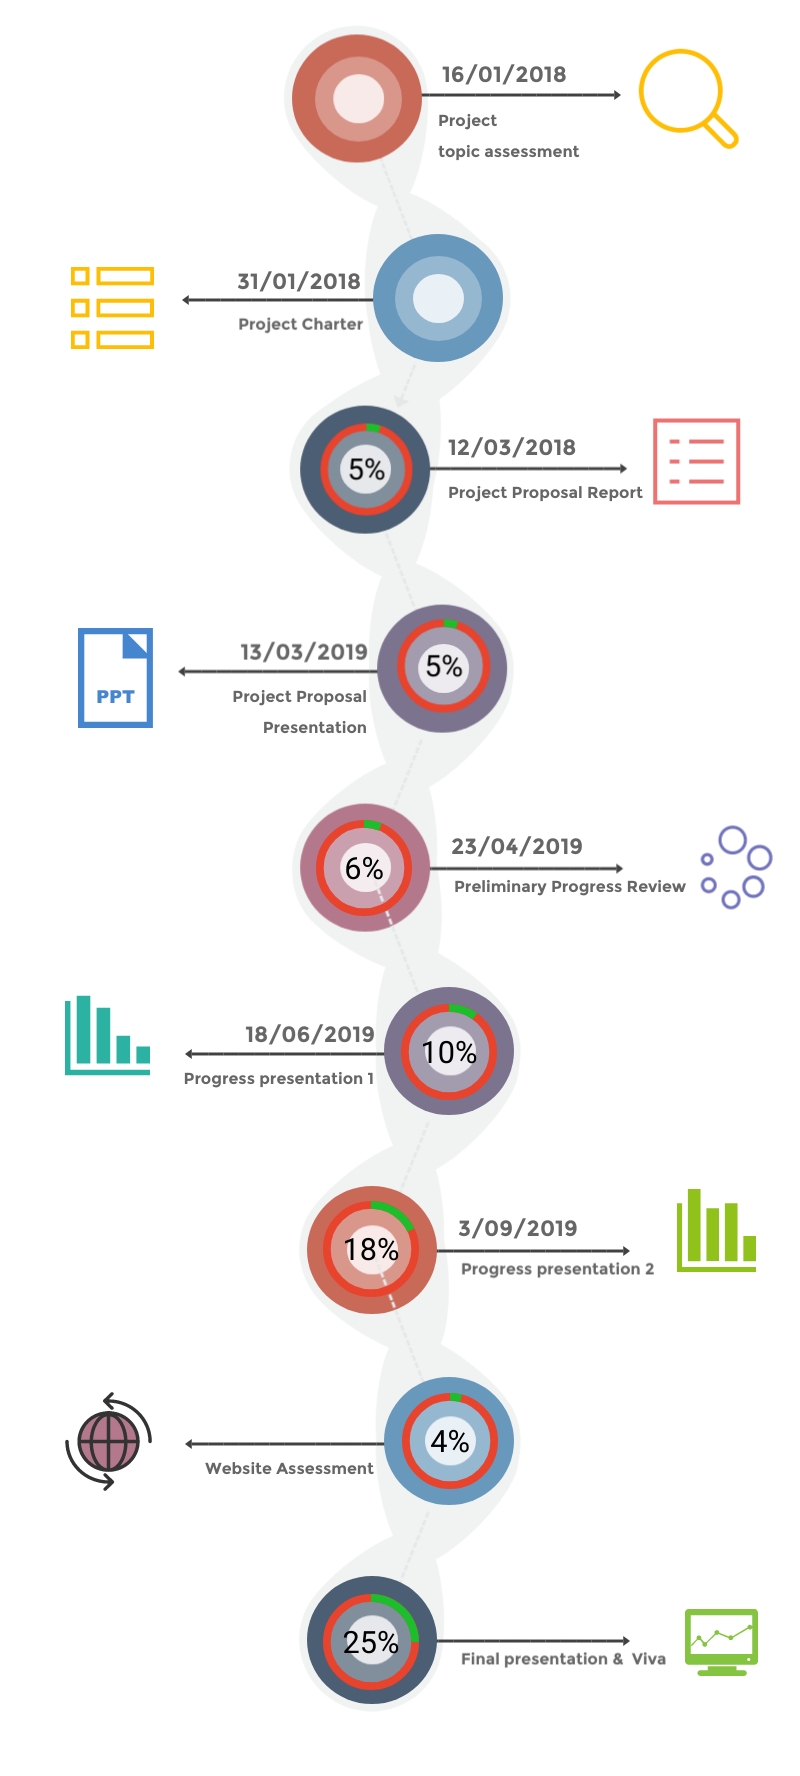 16/01/2018
Project
topic assessment
31/01/2018
Project Charter
5%
12/03/2018
Project Proposal Report
PPT
13/03/2019
Project Proposal
Presentation
5%
6%
23/04/2019
Preliminary Progress Review
18/06/2019
Progress presentation 1
10%
18%
3/09/2019
Progress presentation 2
Website Assessment
4%
25%
Final presentation & Viva